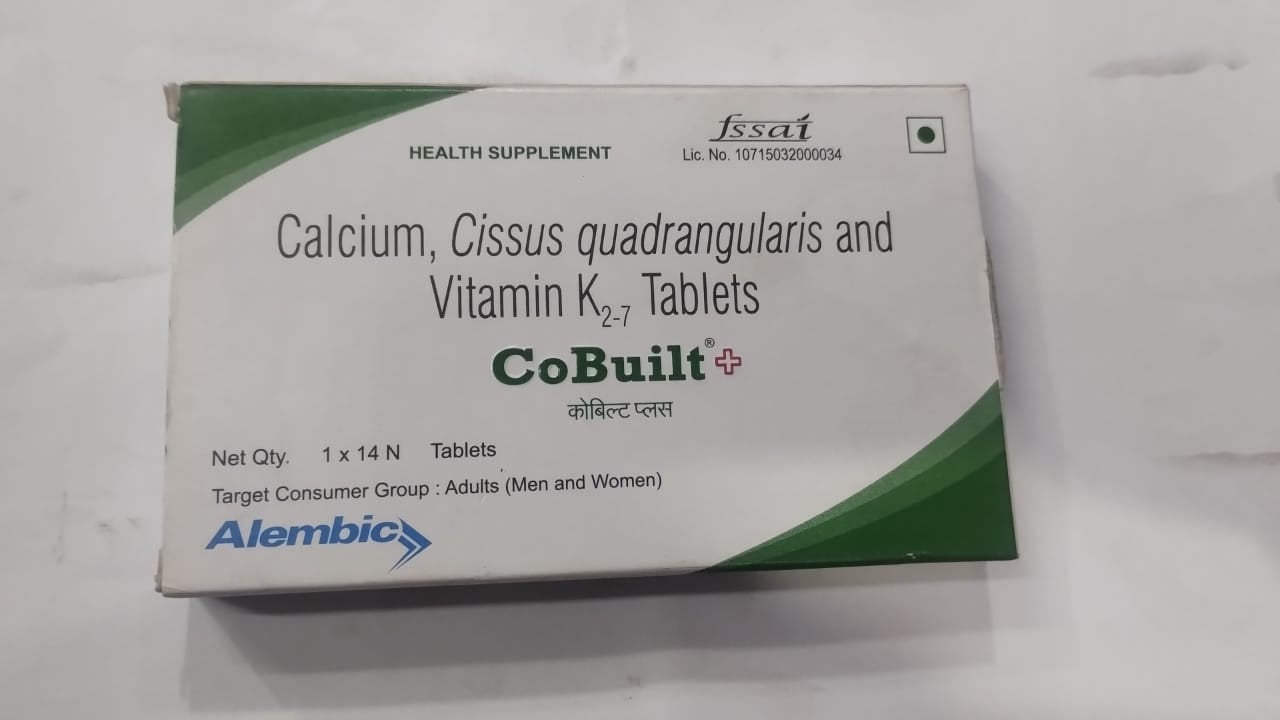 fssai
HEALTH SUPPLEMENT
Lic. No. 10715032000034
Calcium, Cissus quadrangularis and
Vitamin K2-7 Tablets
CoBuilt®+
कोबिल्ट प्लस
Net Qty. 1 x 14 N Tablets
Target Consumer Group : Adults (Men and Women)
Alembic